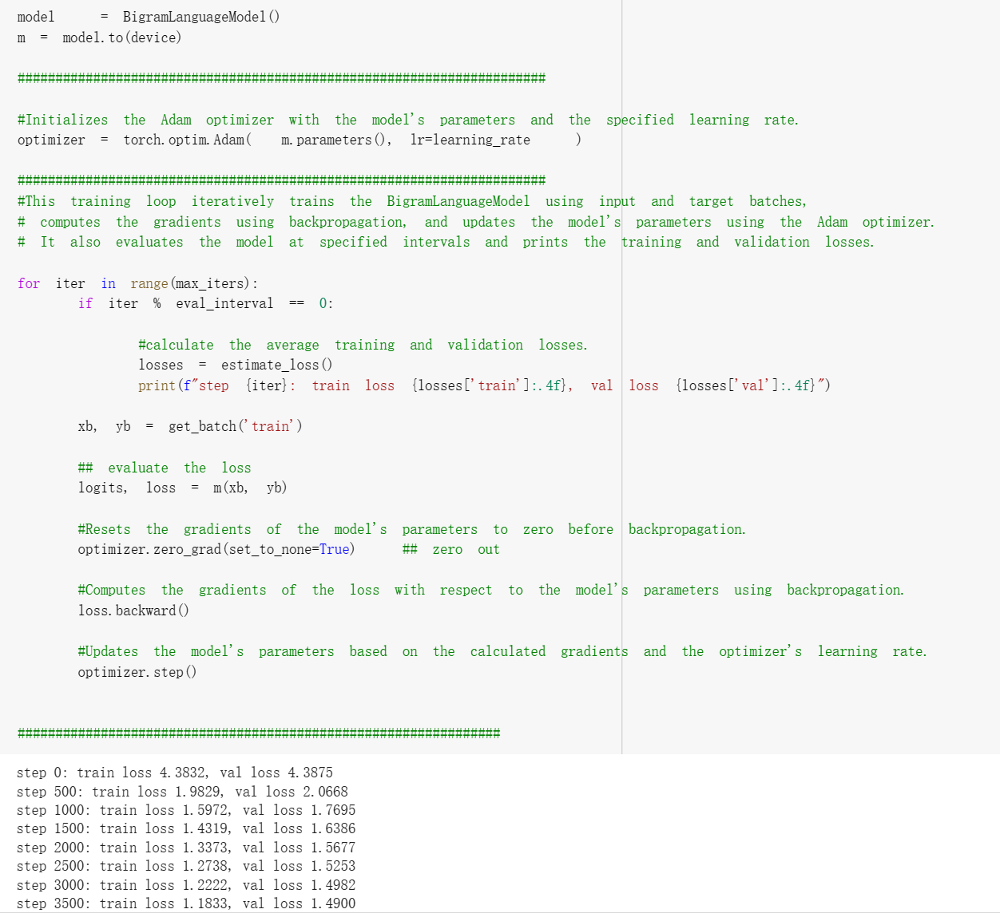 model      =  BigramLanguageModel()
m  =  model.to(device)
######################################################################
#Initializes  the  Adam  optimizer  with  the  model's  parameters  and  the  specified  learning  rate.
optimizer  =  torch.optim.Adam(    m.parameters(),  lr=learning_rate      )
######################################################################
#This  training  loop  iteratively  trains  the  BigramLanguageModel  using  input  and  target  batches,
#  computes  the  gradients  using  backpropagation,  and  updates  the  model's  parameters  using  the  Adam  optimizer.
#  It  also  evaluates  the  model  at  specified  intervals  and  prints  the  training  and  validation  losses.
for  iter  in  range(max_iters):
        if  iter  %  eval_interval  ==  0:
                #calculate  the  average  training  and  validation  losses.
                losses  =  estimate_loss()
                print(f"step  {iter}:  train  loss  {losses['train']:.4f},  val  loss  {losses['val']:.4f}")
        xb,  yb  =  get_batch('train')
        ##  evaluate  the  loss
        logits,  loss  =  m(xb,  yb)
        #Resets  the  gradients  of  the  model's  parameters  to  zero  before  backpropagation.
        optimizer.zero_grad(set_to_none=True)      ##  zero  out
        #Computes  the  gradients  of  the  loss  with  respect  to  the  model's  parameters  using  backpropagation.
        loss.backward()
        #Updates  the  model's  parameters  based  on  the  calculated  gradients  and  the  optimizer's  learning  rate.
        optimizer.step()
################################################################
step 0: train loss 4.3832, val loss 4.3875
step 500: train loss 1.9829, val loss 2.0668
step 1000: train loss 1.5972, val loss 1.7695
step 1500: train loss 1.4319, val loss 1.6386
step 2000: train loss 1.3373, val loss 1.5677
step 2500: train loss 1.2738, val loss 1.5253
step 3000: train loss 1.2222, val loss 1.4982
step 3500: train loss 1.1833, val loss 1.4900